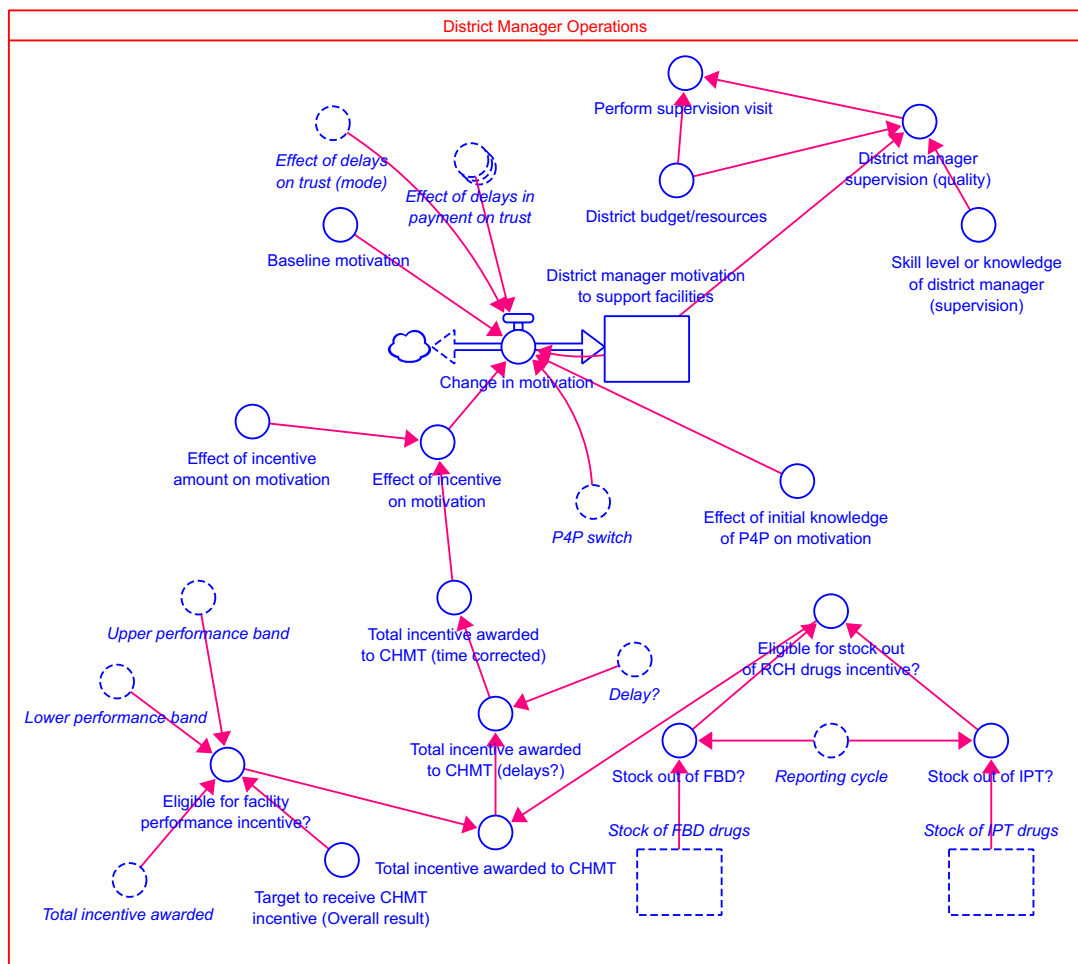 District Manager Operations
Perform supervision visit
Effect of delays
on trust (mode)
District manager
supervision (quality)
Effect of delays in
payment on trust
District budget/resources
Baseline motivation
Skill level or knowledge
of district manager
(supervision)
District manager motivation
to support facilities
Change in motivation
Effect of incentive
amount on motivation
Effect of incentive
on motivation
P4P switch
Effect of initial knowledge
of P4P on motivation
Upper performance band
Total incentive awarded
to CHMT (time corrected)
Eligible for stock out
of RCH drugs incentive?
Lower performance band
Delay?
Total incentive awarded
to CHMT (delays?)
Stock out of FBD?
Reporting cycle
Stock out of IPT?
Eligible for facility
performance incentive?
Stock of FBD drugs
Stock of IPT drugs
Total incentive awarded to CHMT
Total incentive awarded
Target to receive CHMT
incentive (Overall result)